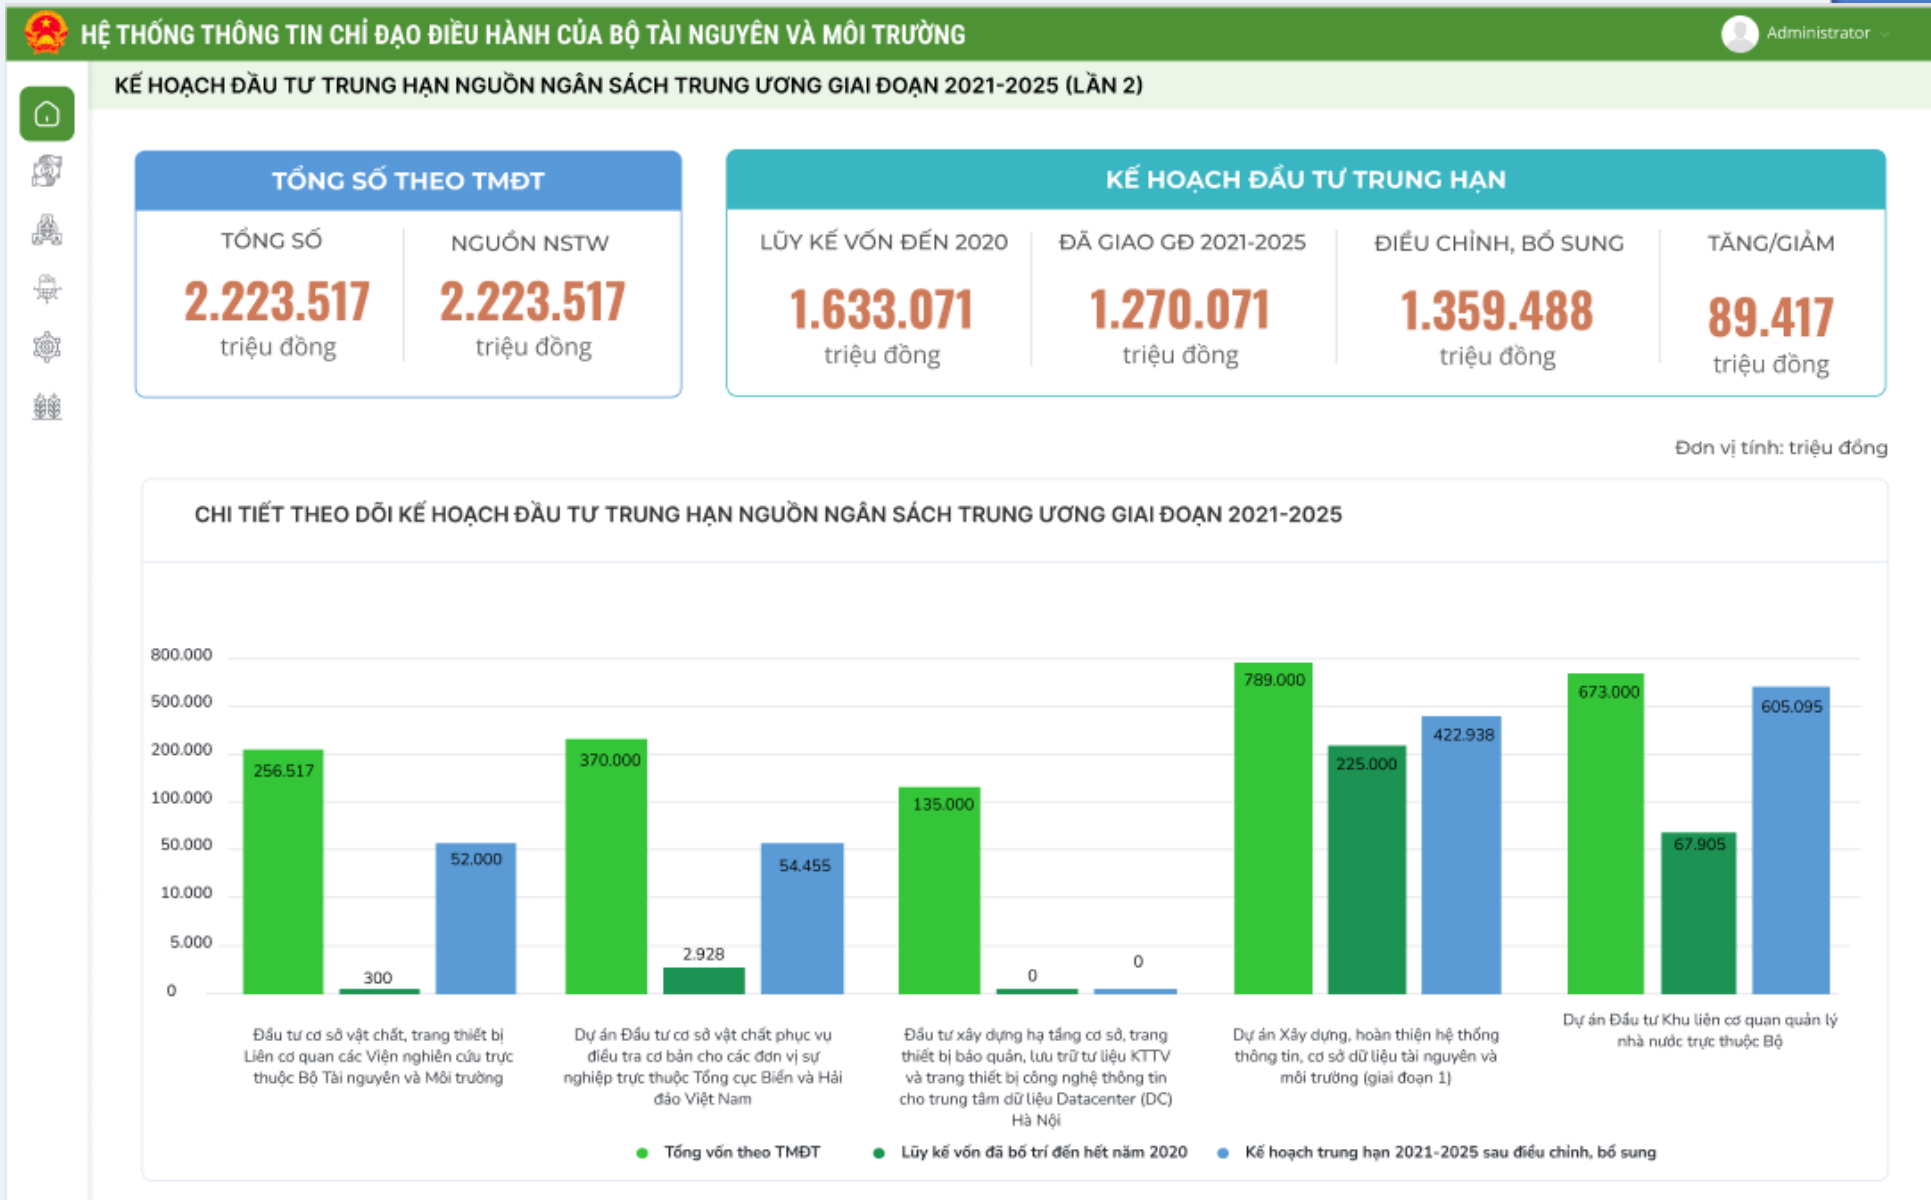 HỆ THỐNG THÔNG TIN CHỈ ĐẠO ĐIỀU HÀNH CỦA BỘ TÀI NGUYÊN VÀ MÔI TRƯỜNG
Administrator
KẾ HOẠCH ĐẦU TƯ TRUNG HẠN NGUỒN NGÂN SÁCH TRUNG ƯƠNG GIAI ĐOẠN 2021-2025 (LẦN 2)
TỔNG SỐ THEO TMĐT
TỔNG SỐ
2.223.517
triệu đồng
NGUỒN NSTW
2.223.517
triệu đồng
KẾ HOẠCH ĐẦU TƯ TRUNG HẠN
LŨY KẾ VỐN ĐẾN 2020
1.633.071
triệu đồng
ĐÃ GIAO GĐ 2021-2025
1.270.071
triệu đồng
ĐIỀU CHỈNH, BỔ SUNG
1.359.488
triệu đồng
TĂNG/GIẢM
89.417
triệu đồng
Đơn vị tính: triệu đồng
CHI TIẾT THEO DÕI KẾ HOẠCH ĐẦU TƯ TRUNG HẠN NGUỒN NGÂN SÁCH TRUNG ƯƠNG GIAI ĐOẠN 2021-2025
800.000
500.000
200.000
100.000
50.000
10.000
5.000
0
256.517
300
52.000
370.000
2.928
54.455
135.000
0
0
789.000
225.000
422.938
673.000
67.905
605.095
Đầu tư cơ sở vật chất, trang thiết bị
Liên cơ quan các Viện nghiên cứu trực
thuộc Bộ Tài nguyên và Môi trường
Dự án Đầu tư cơ sở vật chất phục vụ
điều tra cơ bản cho các đơn vị sự
nghiệp trực thuộc Tổng cục Biển và Hải
đảo Việt Nam
Đầu tư xây dựng hạ tầng cơ sở, trang
thiết bị bảo quản, lưu trữ tư liệu KTTV
và trang thiết bị công nghệ thông tin
cho trung tâm dữ liệu Datacenter (DC)
Hà Nội
Dự án Xây dựng, hoàn thiện hệ thống
thông tin, cơ sở dữ liệu tài nguyên và
môi trường (giai đoạn 1)
Dự án Đầu tư Khu liên cơ quan quản lý
nhà nước trực thuộc Bộ
Tổng vốn theo TMĐT
Lũy kế vốn đã bố trí đến hết năm 2020
Kế hoạch trung hạn 2021-2025 sau điều chỉnh, bổ sung